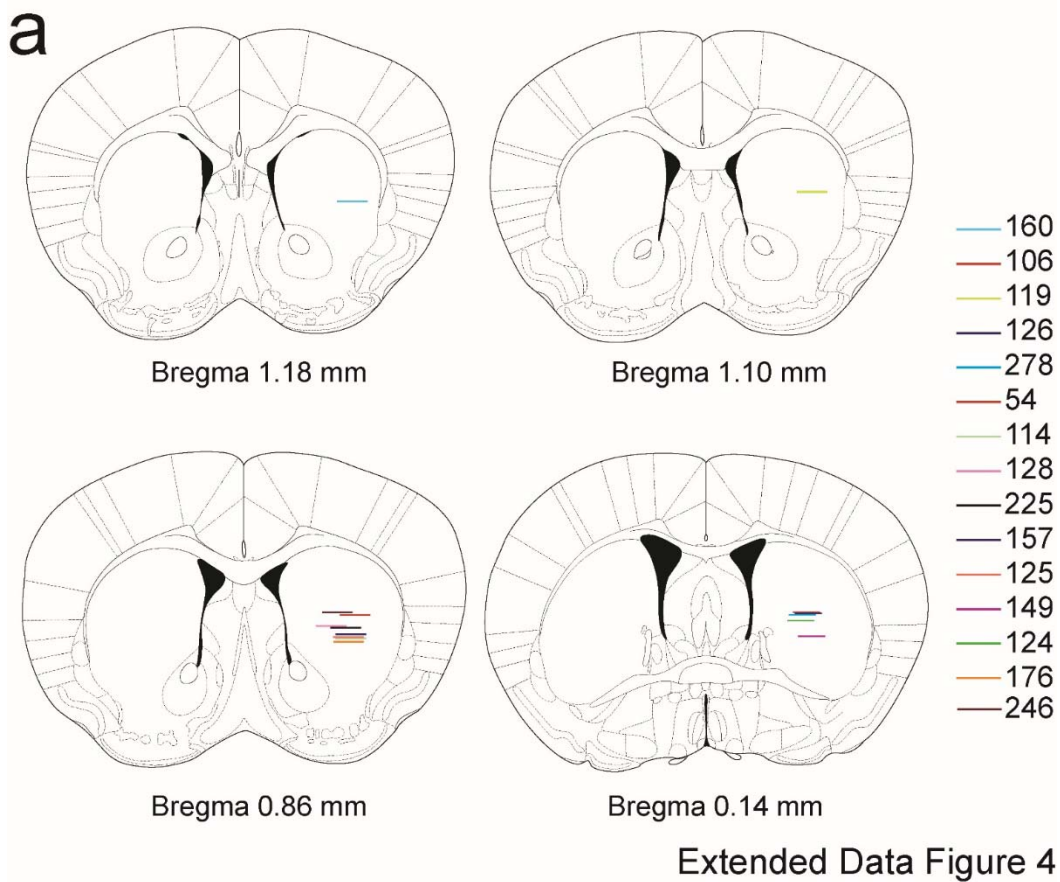 a
Bregma 1.18 mm
Bregma 1.10 mm
160
106
119
126
278
54
114
128
225
157
125
149
124
176
246
Bregma 0.86 mm
Bregma 0.14 mm
Extended Data Figure 4